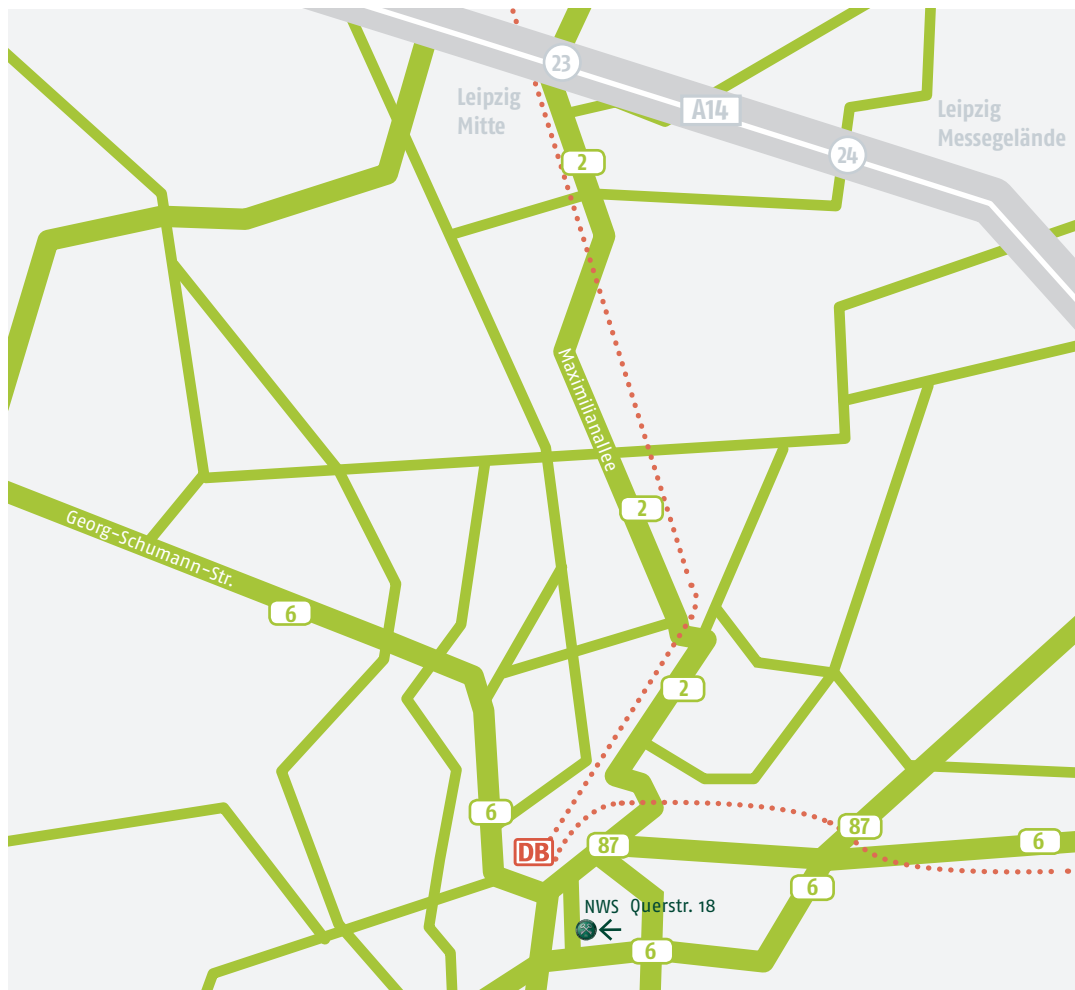 23
Leipzig
Mitte
A14
Leipzig
Messegelände
24
2
Maximilianallee
2
Georg-Schumann-Str.
6
2
6
DB
87
87
6
6
NWS Querstr. 18
6